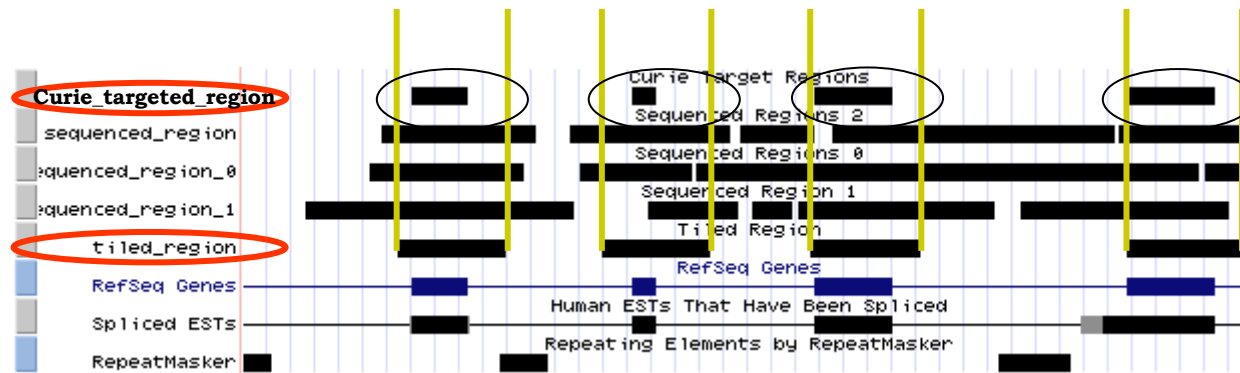 Curie Target Regions
Curie_targeted_region
Sequenced Regions 2
sequenced_region
Sequenced Regions 0
equenced_region_0
Sequenced Region 1
equenced_region_1
Tiled Region
tiled_region
RefSeq Genes
RefSeq Genes
Human ESTs That Have Been Spliced
Spliced ESTs
Repeating Elements by RepeatMasker
RepeatMasker